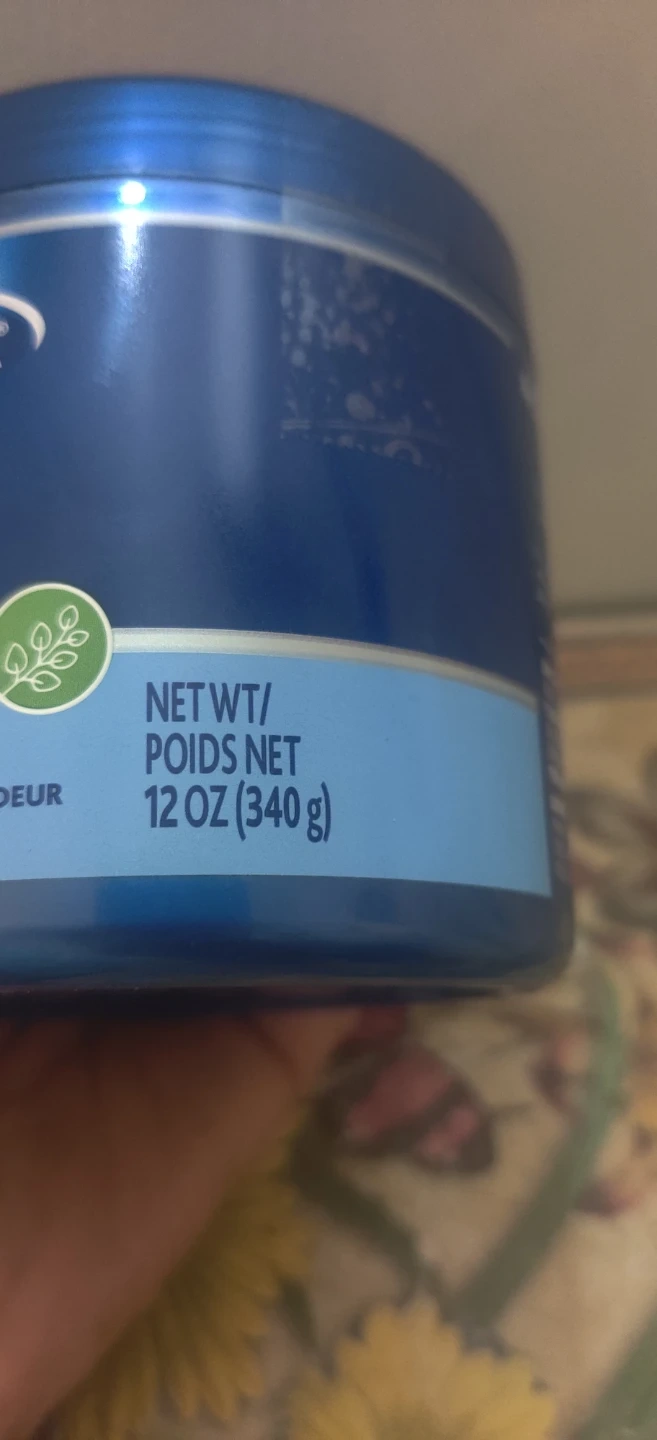 DEUR
NET WT/
POIDS NET
12 OZ (340 g)